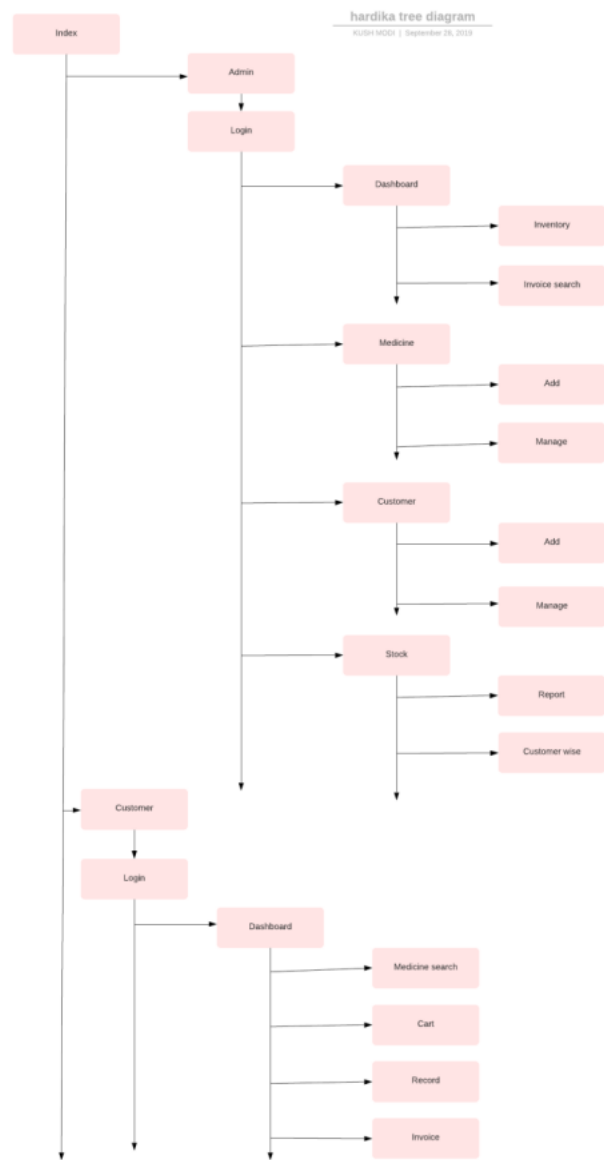 hardika tree diagram
KUSH MODI | September 26, 2019
Index
Admin
Login
Dashboard
Inventory
Invoice search
Medicine
Add
Manage
Customer
Add
Manage
Stock
Report
Customer wise
Customer
Login
Dashboard
Medicine search
Cart
Record
Invoice